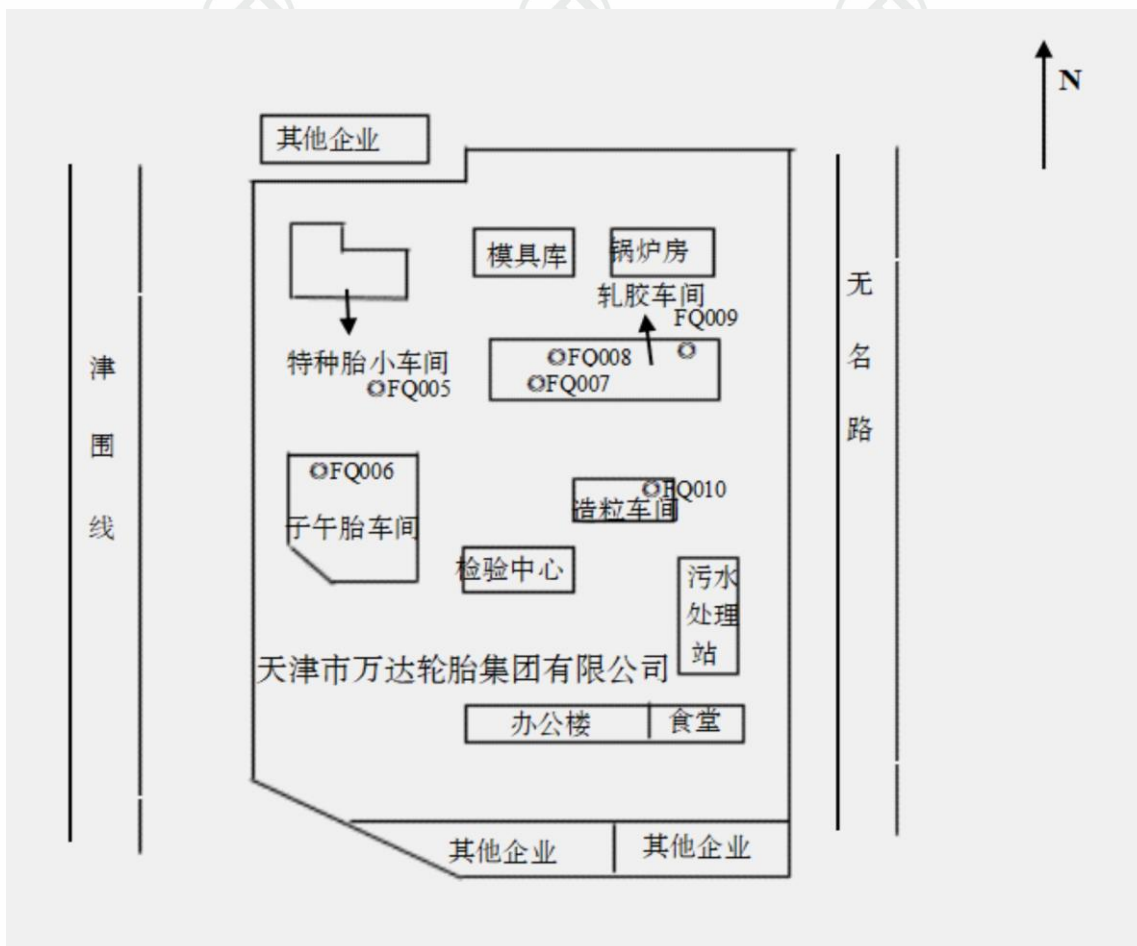 N
其他企业
模具库
锅炉房
轧胶车间
FQ009
特种胎小车间
FQ008
FQ005
FQ007
津围线
无名路
FQ006
FQ010
子午胎车间
造粒车间
检验中心
污水
处理
站
天津市万达轮胎集团有限公司
办公楼
食堂
其他企业
其他企业